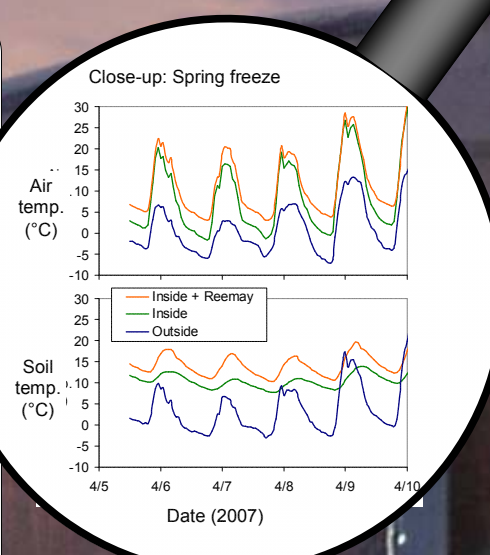 Close-up: Spring freeze
30
25
20
15
10
5
0
-5
-10
Air
temp.
(°C)
Inside + Reemay
Inside
Outside
30
25
20
15
10
5
0
-5
-10
Soil
temp.
(°C)
4/5 4/6 4/7 4/8 4/9 4/10
Date (2007)